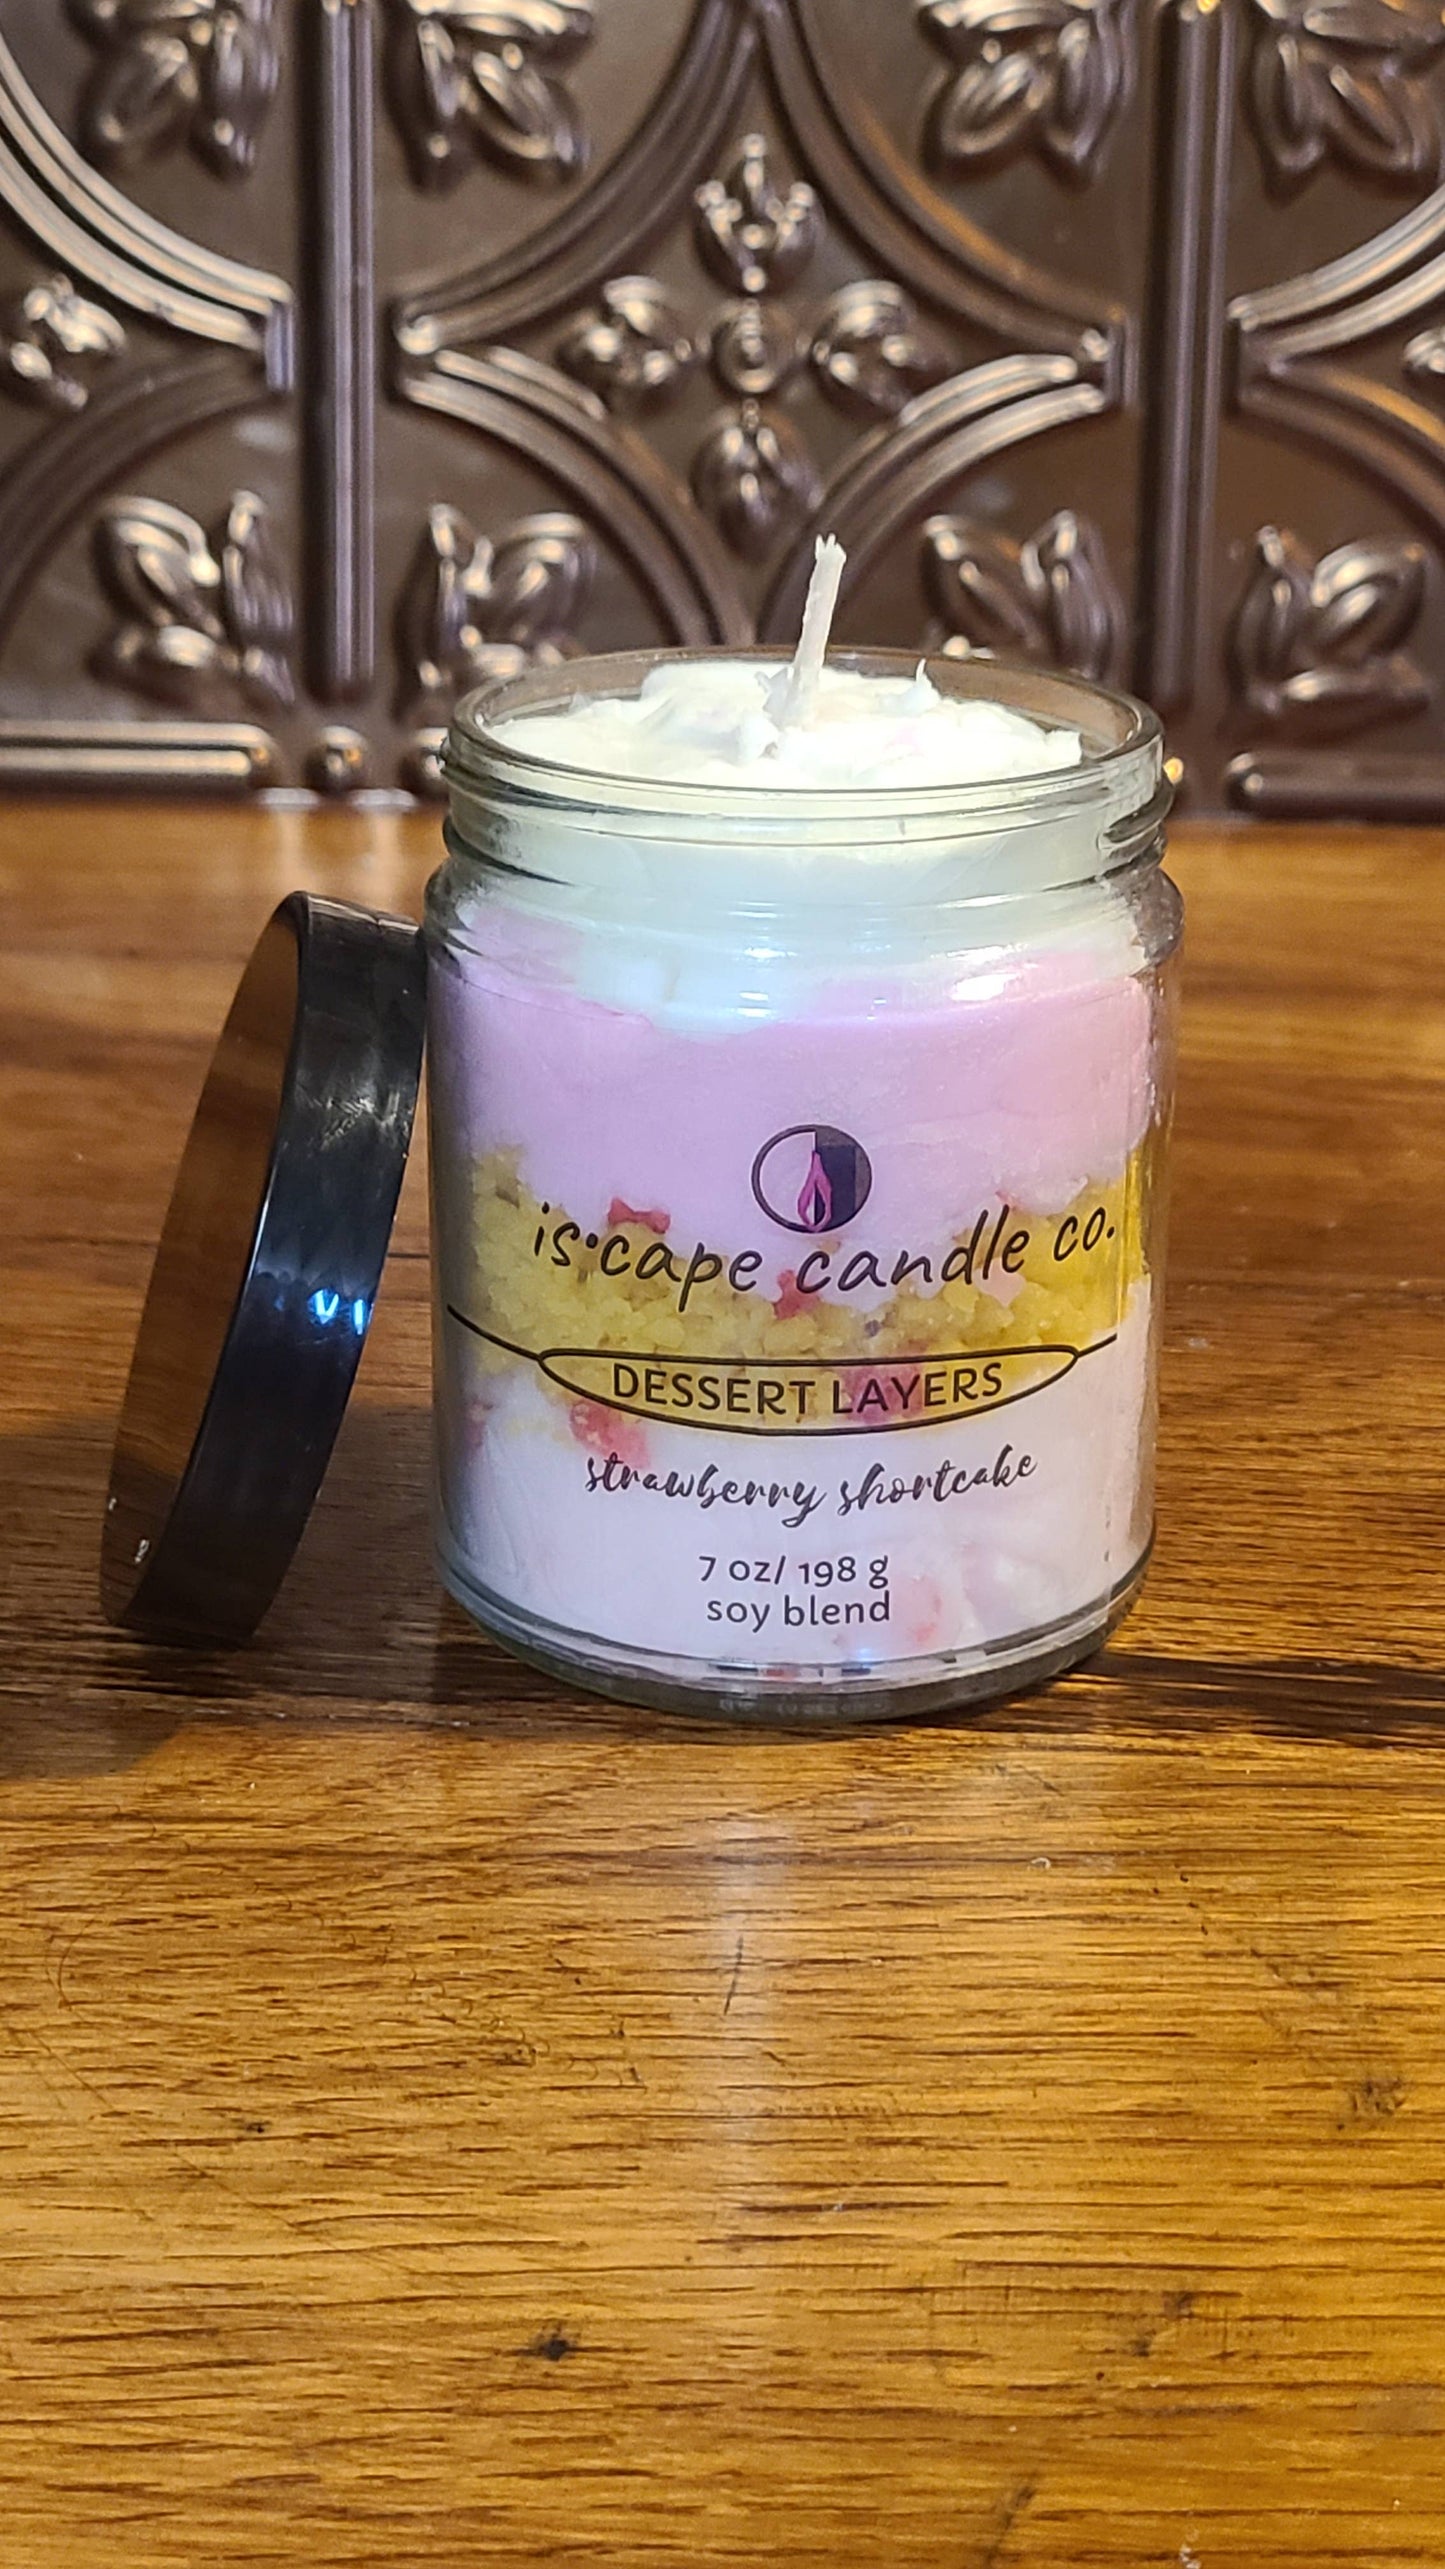 is•cape candle co.
DESSERT LAYERS
strawberry shortcake
7 oz/ 198 g
soy blend